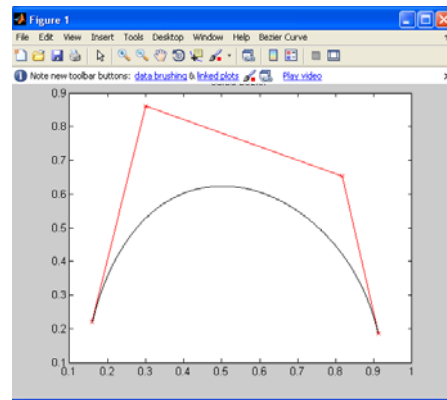 Figure 1
File Edit View Insert Tools Desktop Window Help Bezier Curve
Note new toolbar buttons: data brushing & linked plots Play video
0.9
0.8
0.7
0.6
0.5
0.4
0.3
0.2
0.1
0.1 0.2 0.3 0.4 0.5 0.6 0.7 0.8 0.9 1